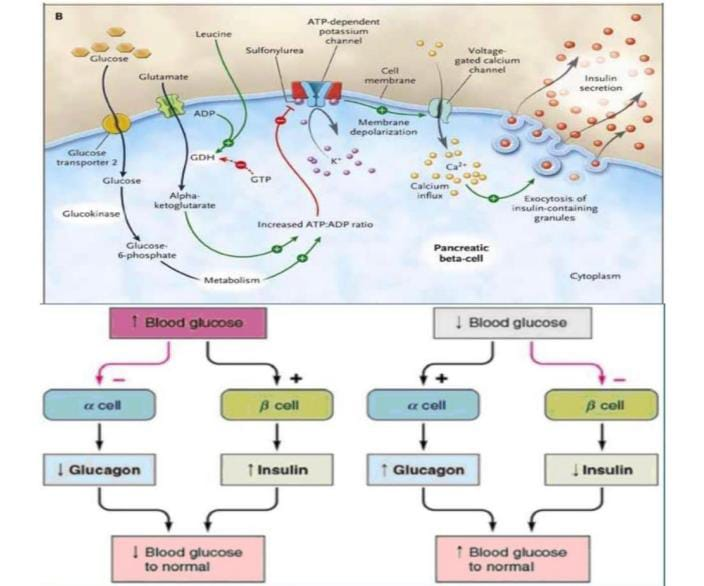 B
Glucose
Leucine
Sulfonylurea
ATP-dependent
potassium
channel
Cell
membrane
Voltage-
gated calcium
channel
Insulin
secretion
Glutamate
ADP
GDH
GTP
Membrane
depolarization
K+
Ca2+
Calcium
influx
Glucose
transporter 2
Glucose
Glucokinase
Alpha-
ketoglutarate
Glucose-
6-phosphate
Metabolism
Increased ATP:ADP ratio
Exocytosis of
insulin-containing
granules
Pancreatic
beta-cell
Cytoplasm
↑ Blood glucose
−
+
α cell
β cell
↓ Glucagon
↑ Insulin
↓ Blood glucose
to normal
↓ Blood glucose
+
−
α cell
β cell
↑ Glucagon
↓ Insulin
↑ Blood glucose
to normal